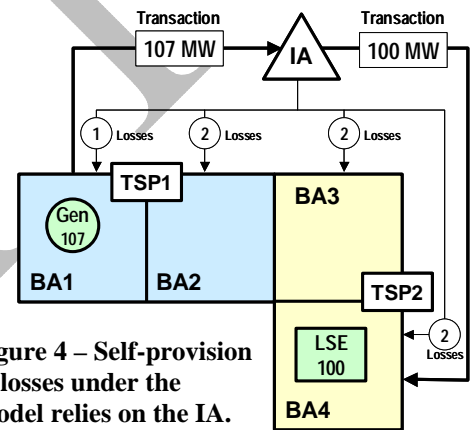 Transaction
Transaction
107 MW
IA
100 MW
1 Losses
2 Losses
2 Losses
TSP1
BA3
Gen
107
BA1
BA2
TSP2
LSE
100
2
Losses
BA4
gure 4 – Self-provision
losses under the
odel relies on the IA.